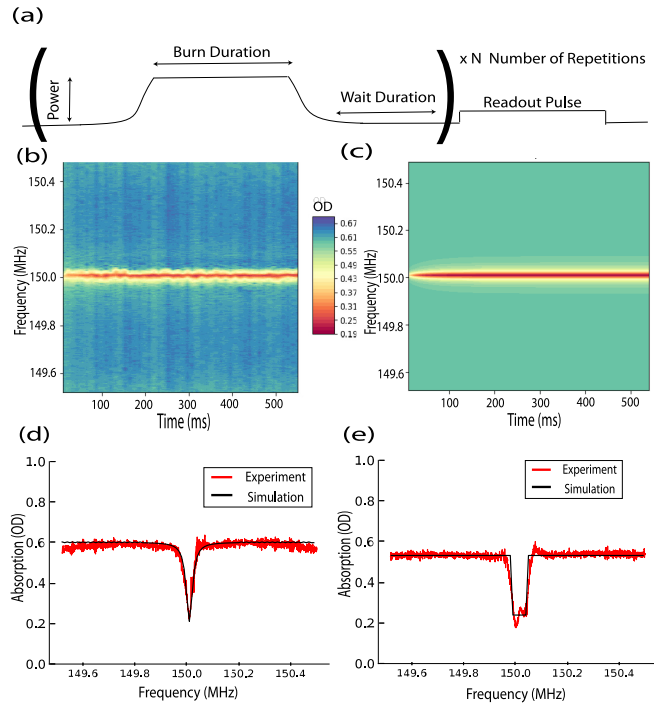 (a)
Burn Duration
x N Number of Repetitions
Power
Wait Duration
Readout Pulse
(b)
(c)
150.4
150.2
150.0
149.8
149.6
Frequency (MHz)
100 200 300 400 500
Time (ms)
OD
0.67
0.61
0.55
0.49
0.43
0.37
0.31
0.25
0.19
150.4
150.2
150.0
149.8
149.6
Frequency (MHz)
100 200 300 400 500
Time (ms)
(d)
(e)
1.0
0.8
0.6
0.4
0.2
0.0
Absorption (OD)
Experiment
Simulation
149.6 149.8 150.0 150.2 150.4
Frequency (MHz)
1.0
0.8
0.6
0.4
0.2
0.0
Absorption (OD)
Experiment
Simulation
149.6 149.8 150.0 150.2 150.4
Frequency (MHz)